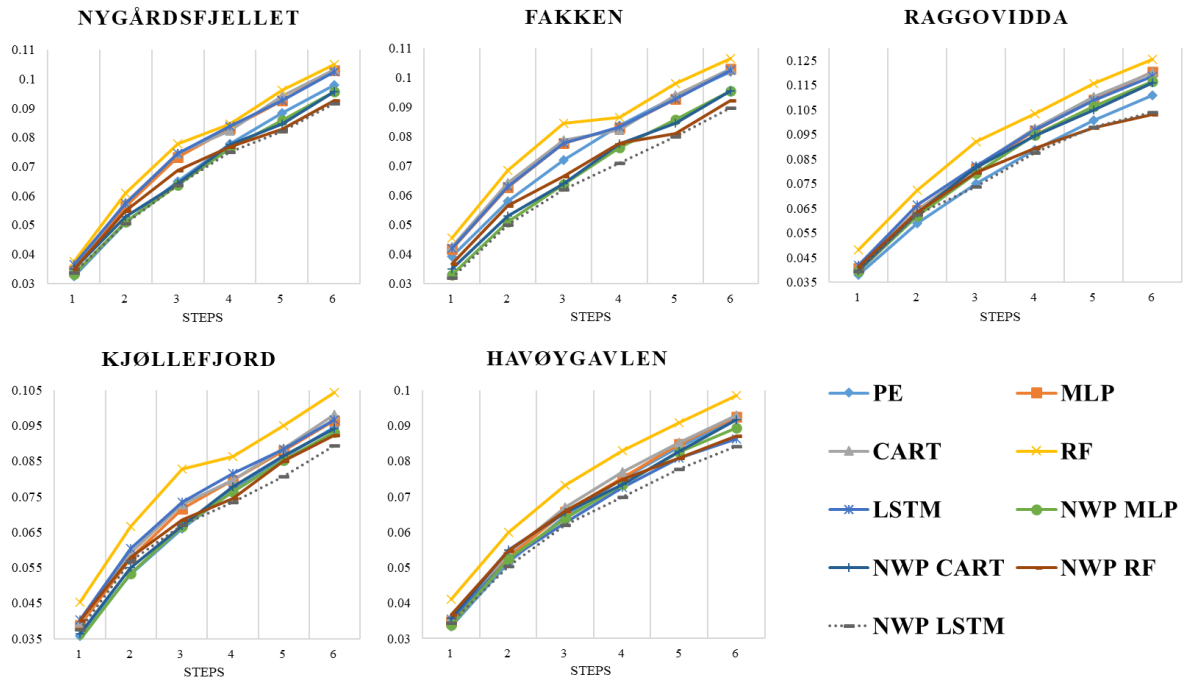 NYGÅRDSFJELLET
0.11
0.1
0.09
0.08
0.07
0.06
0.05
0.04
0.03
1 2 3 4 5 6
STEPS
FAKKEN
0.11
0.1
0.09
0.08
0.07
0.06
0.05
0.04
0.03
1 2 3 4 5 6
STEPS
RAGGOVIDDA
0.125
0.115
0.105
0.095
0.085
0.075
0.065
0.055
0.045
0.035
1 2 3 4 5 6
STEPS
KJØLLEFJORD
0.105
0.095
0.085
0.075
0.065
0.055
0.045
0.035
1 2 3 4 5 6
STEPS
HAVØYGAVLEN
0.1
0.09
0.08
0.07
0.06
0.05
0.04
0.03
1 2 3 4 5 6
STEPS
PE MLP
CART RF
LSTM NWP MLP
NWP CART NWP RF
NWP LSTM